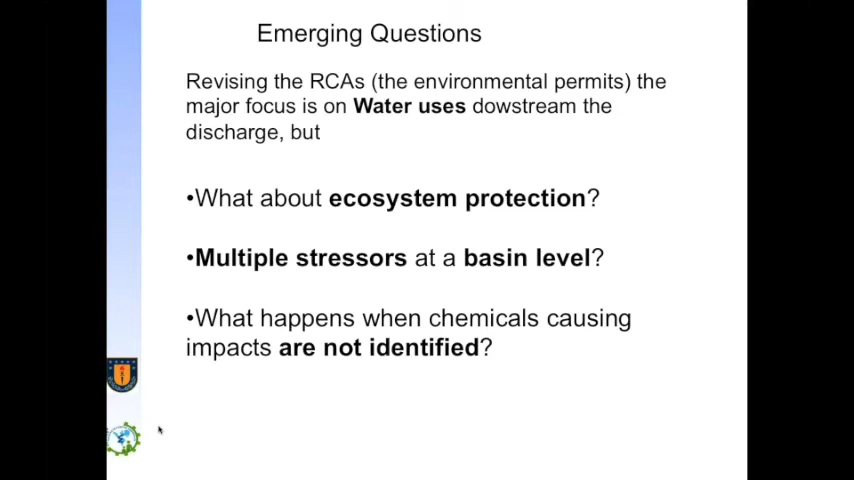 Emerging Questions
Revising the RCAs (the environmental permits) the
major focus is on Water uses dowstream the
discharge, but
•What about ecosystem protection?
•Multiple stressors at a basin level?
•What happens when chemicals causing
impacts are not identified?